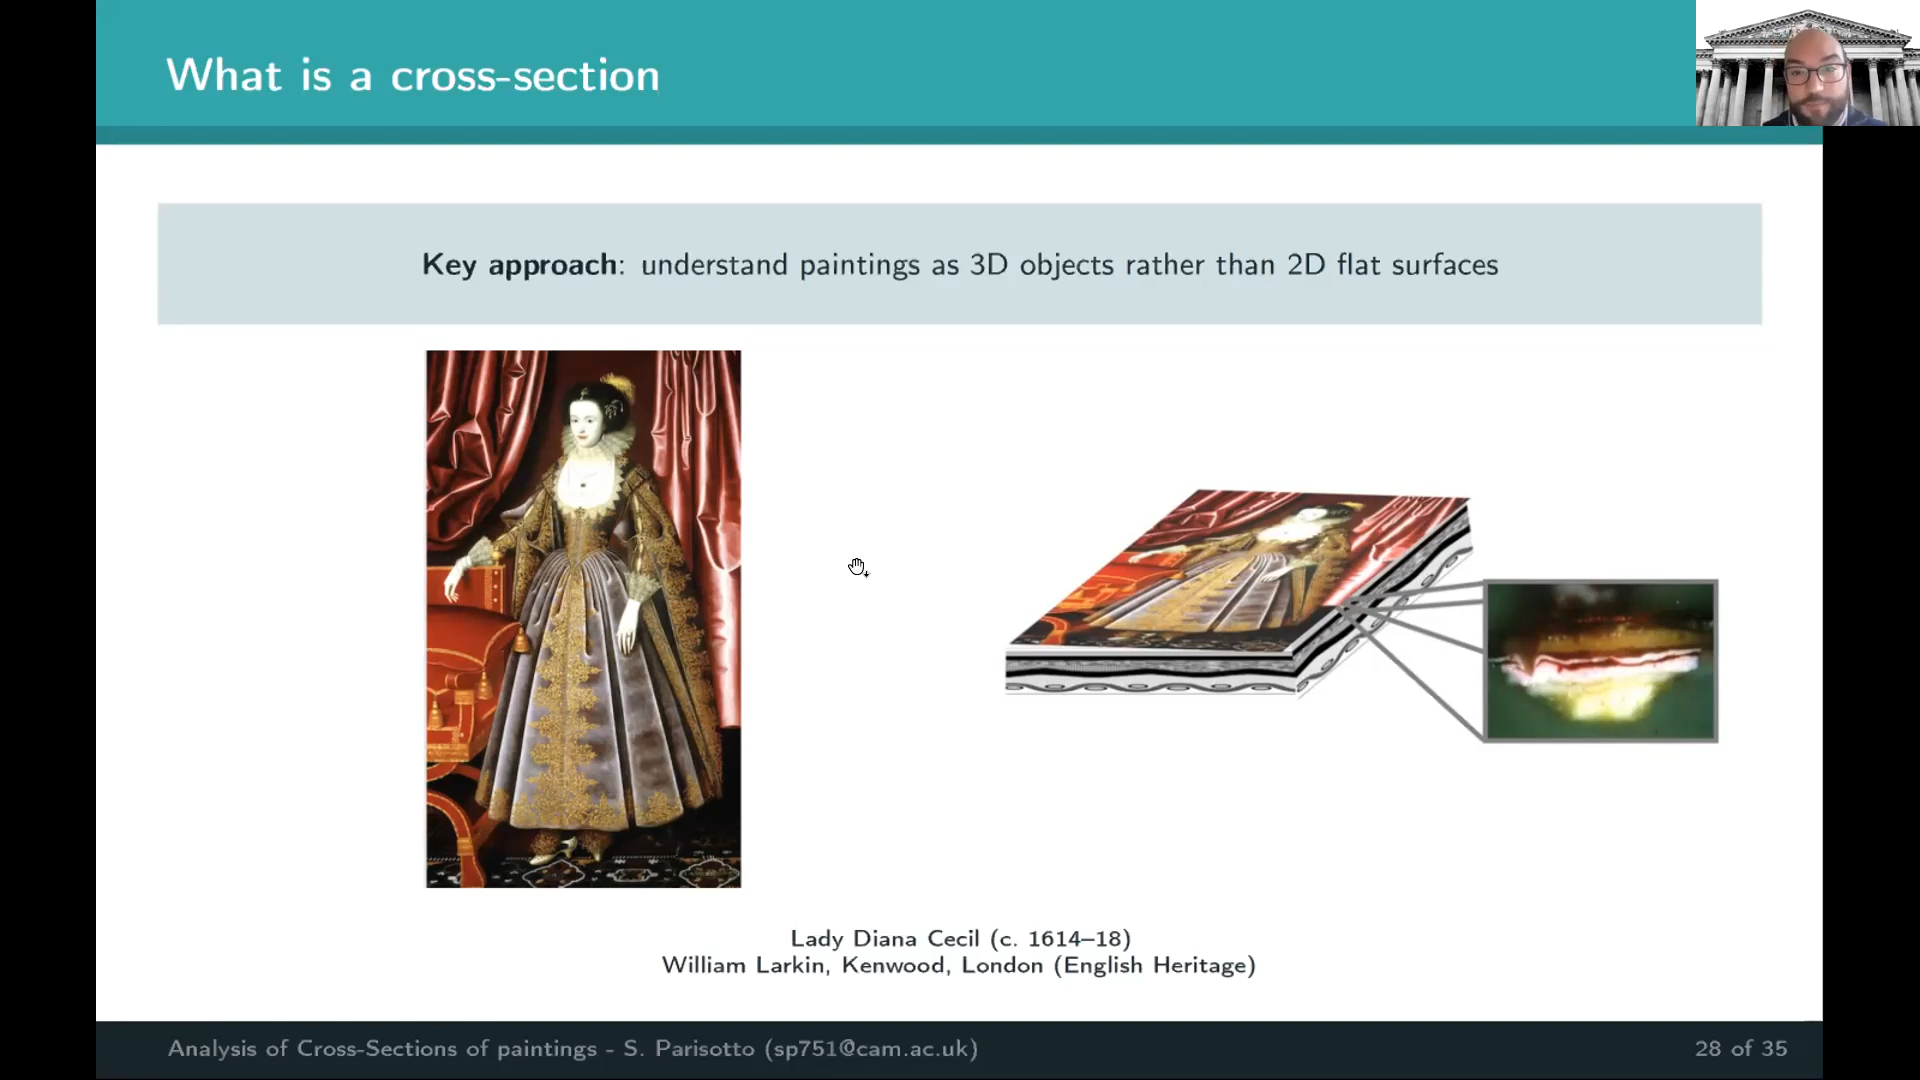 What is a cross-section
Key approach: understand paintings as 3D objects rather than 2D flat surfaces
Lady Diana Cecil (c. 1614–18)
William Larkin, Kenwood, London (English Heritage)
Analysis of Cross-Sections of paintings - S. Parisotto (sp751@cam.ac.uk)
28 of 35